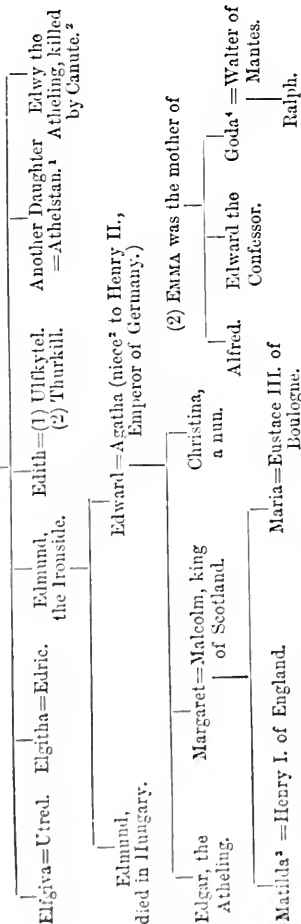 Elfgiva=Utred. Elgitha=Edric. Edmund, Edith=(1) Ulfkytel. Another Daughter Edwy the
the Ironside. (2) Thurkill. =Athelstan.¹ Atheling, killed
by Canute.²
Edmund, Edward=Agatha (niece² to Henry II.,
died in Hungary. Emperor of Germany.)
(2) EMMA was the mother of
Edgar, the Margaret=Malcolm, king Christina, Alfred. Edward the Goda⁴=Walter of
Atheling. of Scotland. a nun. Confessor. Mantes.
Ralph.
Matilda³=Henry I. of England. Maria=Eustace III. of
Boulogne.